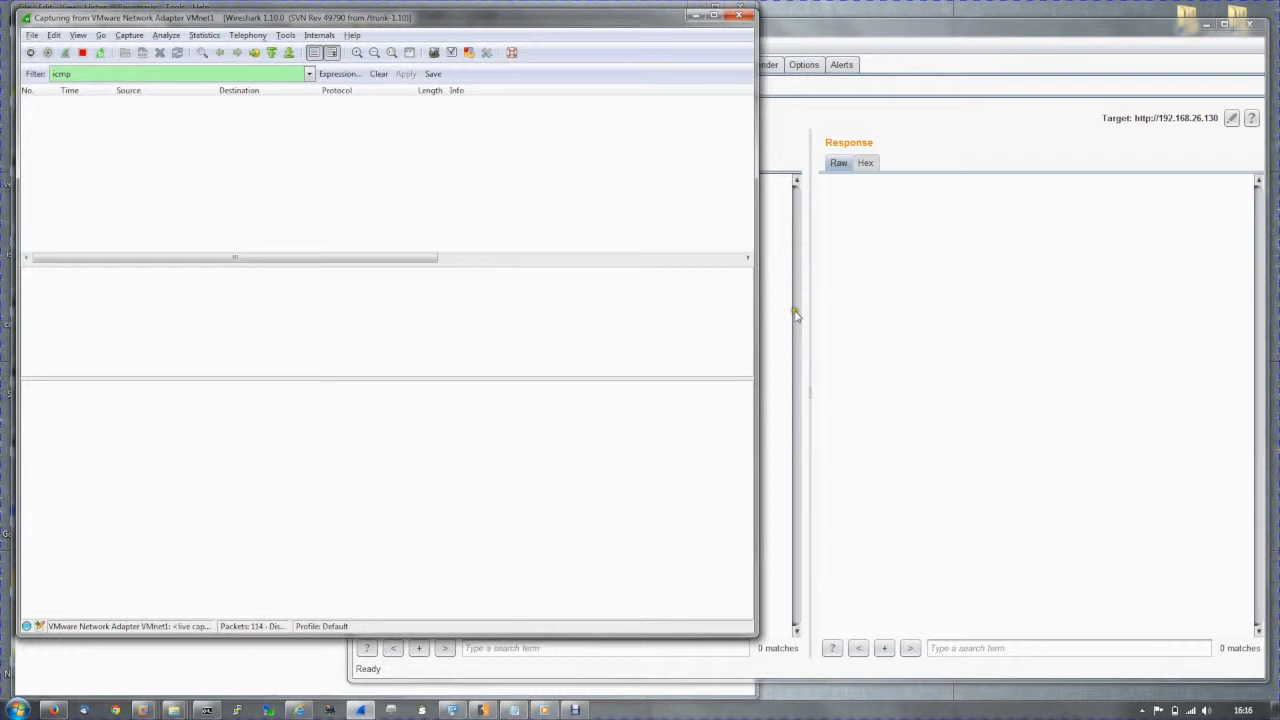 Capturing from VMware Network Adapter VMnet1 [Wireshark 1.10.0 (SVN Rev 49790 from /trunk-1.10)]
File Edit View Go Capture Analyze Statistics Telephony Tools Internals Help
Filter: icmp Expression... Clear Apply Save
No. Time Source Destination Protocol Length Info
VMware Network Adapter VMnet1: <live cap... Packets: 114 · Dis... Profile: Default
Options Alerts
Target: http://192.168.26.130
?
Response
Raw Hex
? < + > Type a search term 0 matches
? < + > Type a search term 0 matches
Ready
16:16